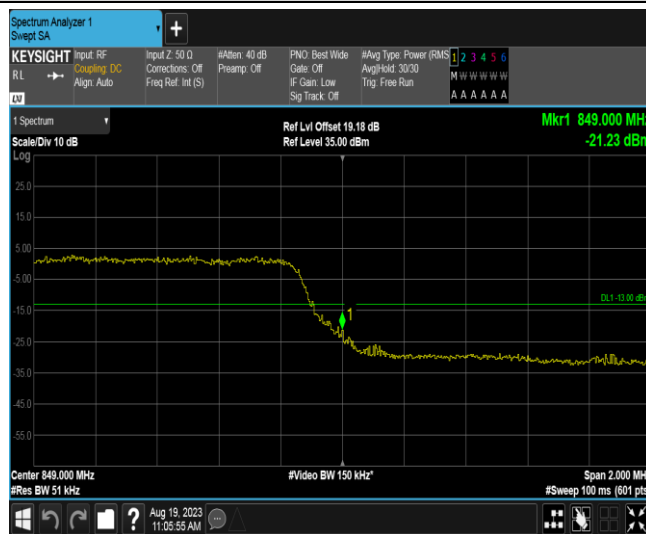 Spectrum Analyzer 1
Swept SA
+
KEYSIGHT Input: RF Input Z: 50 Ω #Atten: 40 dB PNO: Best Wide #Avg Type: Power (RMS 1 2 3 4 5 6
RL Coupling: DC Corrections: Off Preamp: Off Gate: Off Avg|Hold: 30/30 M W W W W W
Align: Auto Freq Ref: Int (S) IF Gain: Low Trig: Free Run
Sig Track: Off A A A A A A
LXI
1 Spectrum Ref Lvl Offset 19.18 dB Mkr1 849.000 MHz
Scale/Div 10 dB Ref Level 35.00 dBm -21.23 dBm
Log
25.0
15.0
5.00
-5.00
DL1 -13.00 dBm
-15.0
1
-25.0
-35.0
-45.0
-55.0
Center 849.000 MHz #Video BW 150 kHz* Span 2.000 MHz
#Res BW 51 kHz #Sweep 100 ms (601 pts)
? Aug 19, 2023
11:05:55 AM